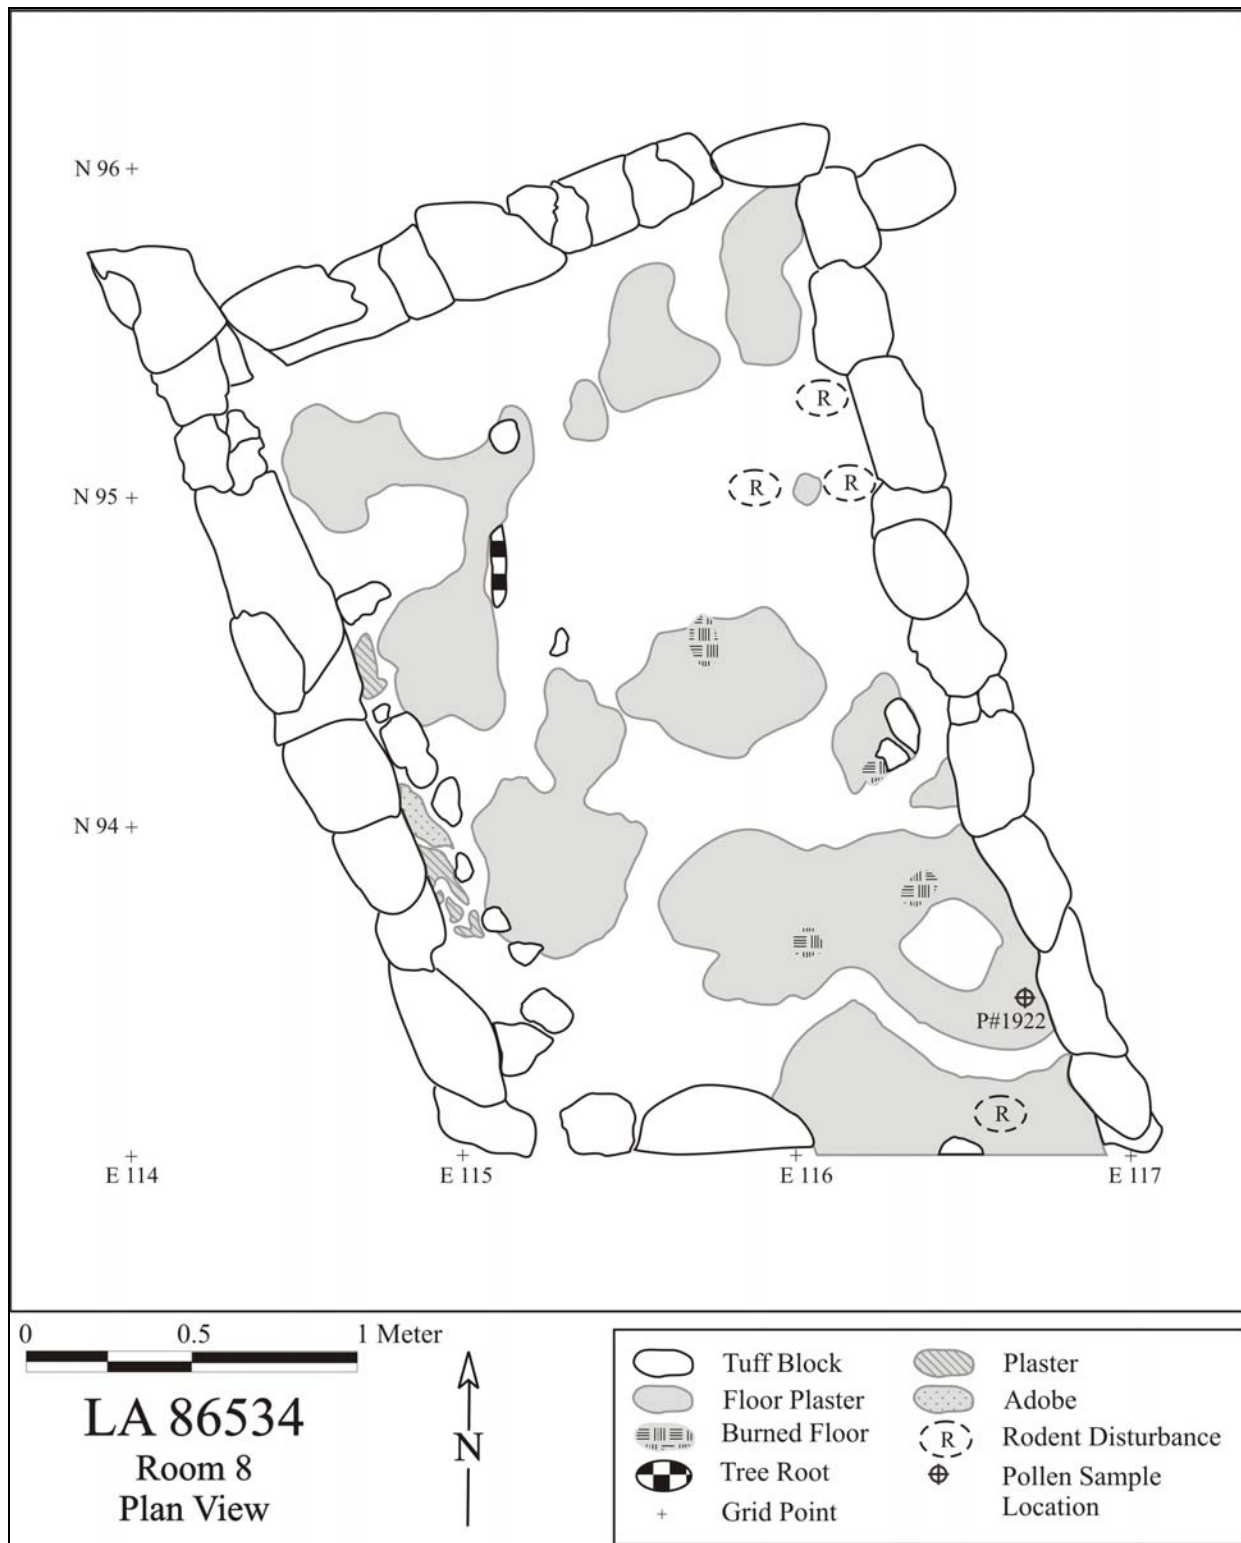 N 96 +
R
N 95 +
R
R
N 94 +
P#1922
R
E 114
E 115
E 116
E 117
0
0.5
1 Meter
LA 86534
Room 8
Plan View
N
Tuff Block
Floor Plaster
Burned Floor
Tree Root
+ Grid Point
Plaster
Adobe
R Rodent Disturbance
Pollen Sample
Location